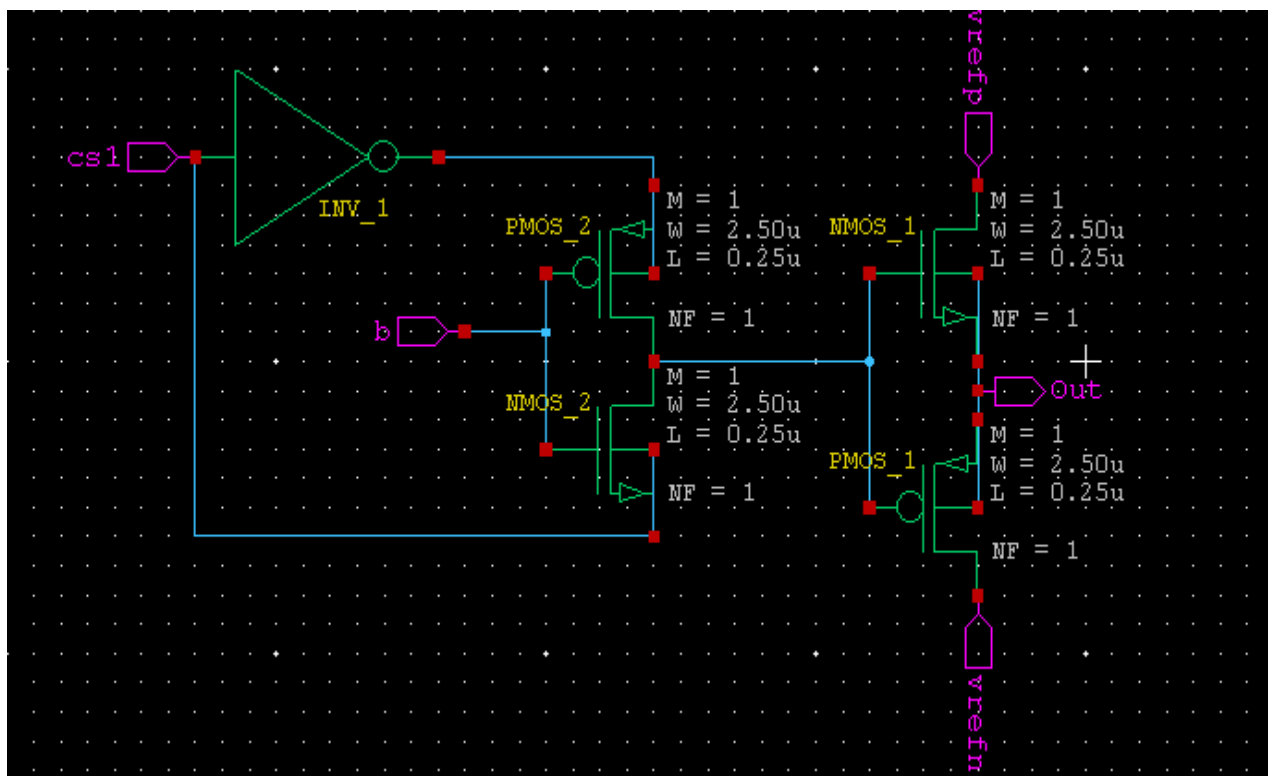 vrefp
cs1
INV_1
PMOS_2
M = 1
W = 2.50u
L = 0.25u
NF = 1
NMOS_1
M = 1
W = 2.50u
L = 0.25u
NF = 1
b
NMOS_2
M = 1
W = 2.50u
L = 0.25u
NF = 1
Out
PMOS_1
M = 1
W = 2.50u
L = 0.25u
NF = 1
vrefn